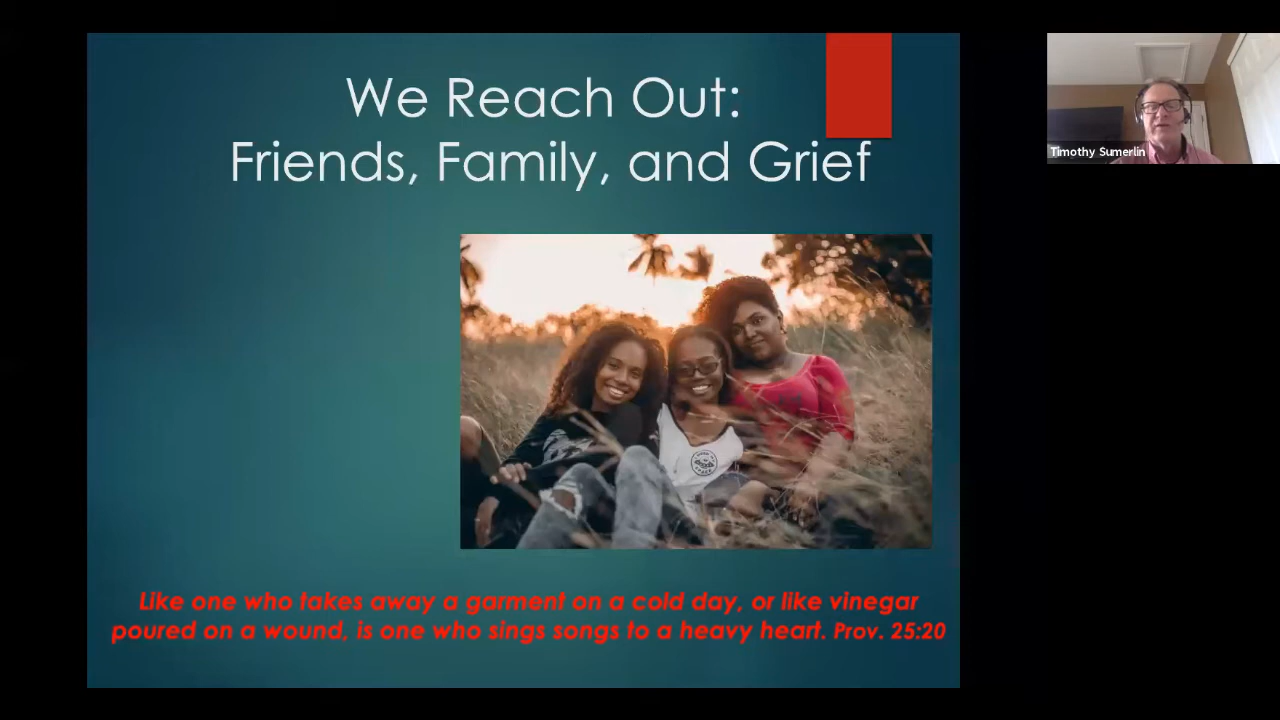 We Reach Out:
Friends, Family, and Grief
Timothy Sumerlin
Like one who takes away a garment on a cold day, or like vinegar
poured on a wound, is one who sings songs to a heavy heart. Prov. 25:20